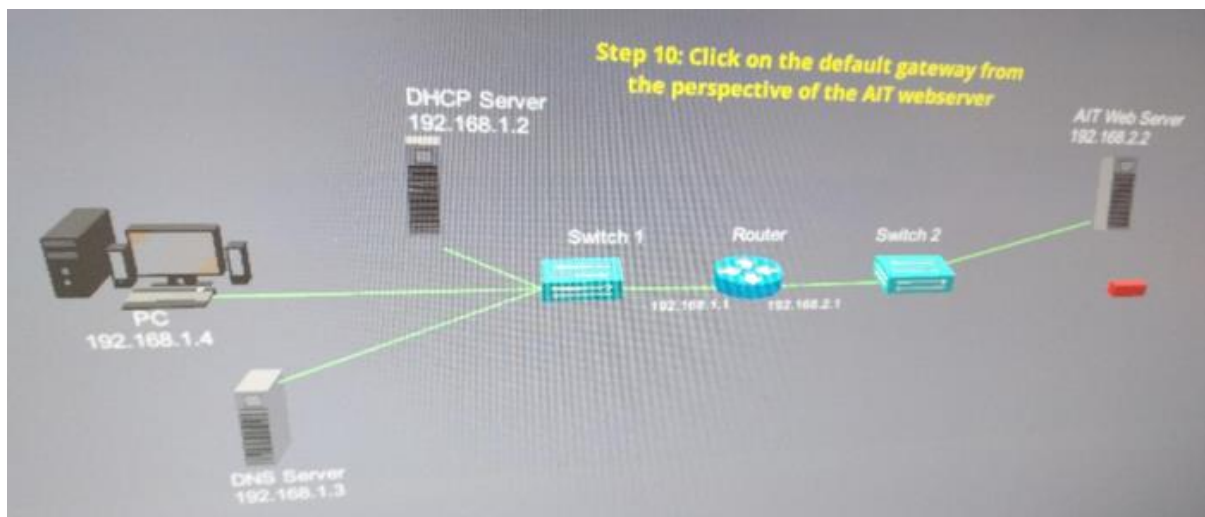 Step 10: Click on the default gateway from
the perspective of the AIT webserver
DHCP Server
192.168.1.2
AIT Web Server
192.168.2.2
Switch 1
Router
Switch 2
192.168.1.1
192.168.2.1
PC
192.168.1.4
DNS Server
192.168.1.3